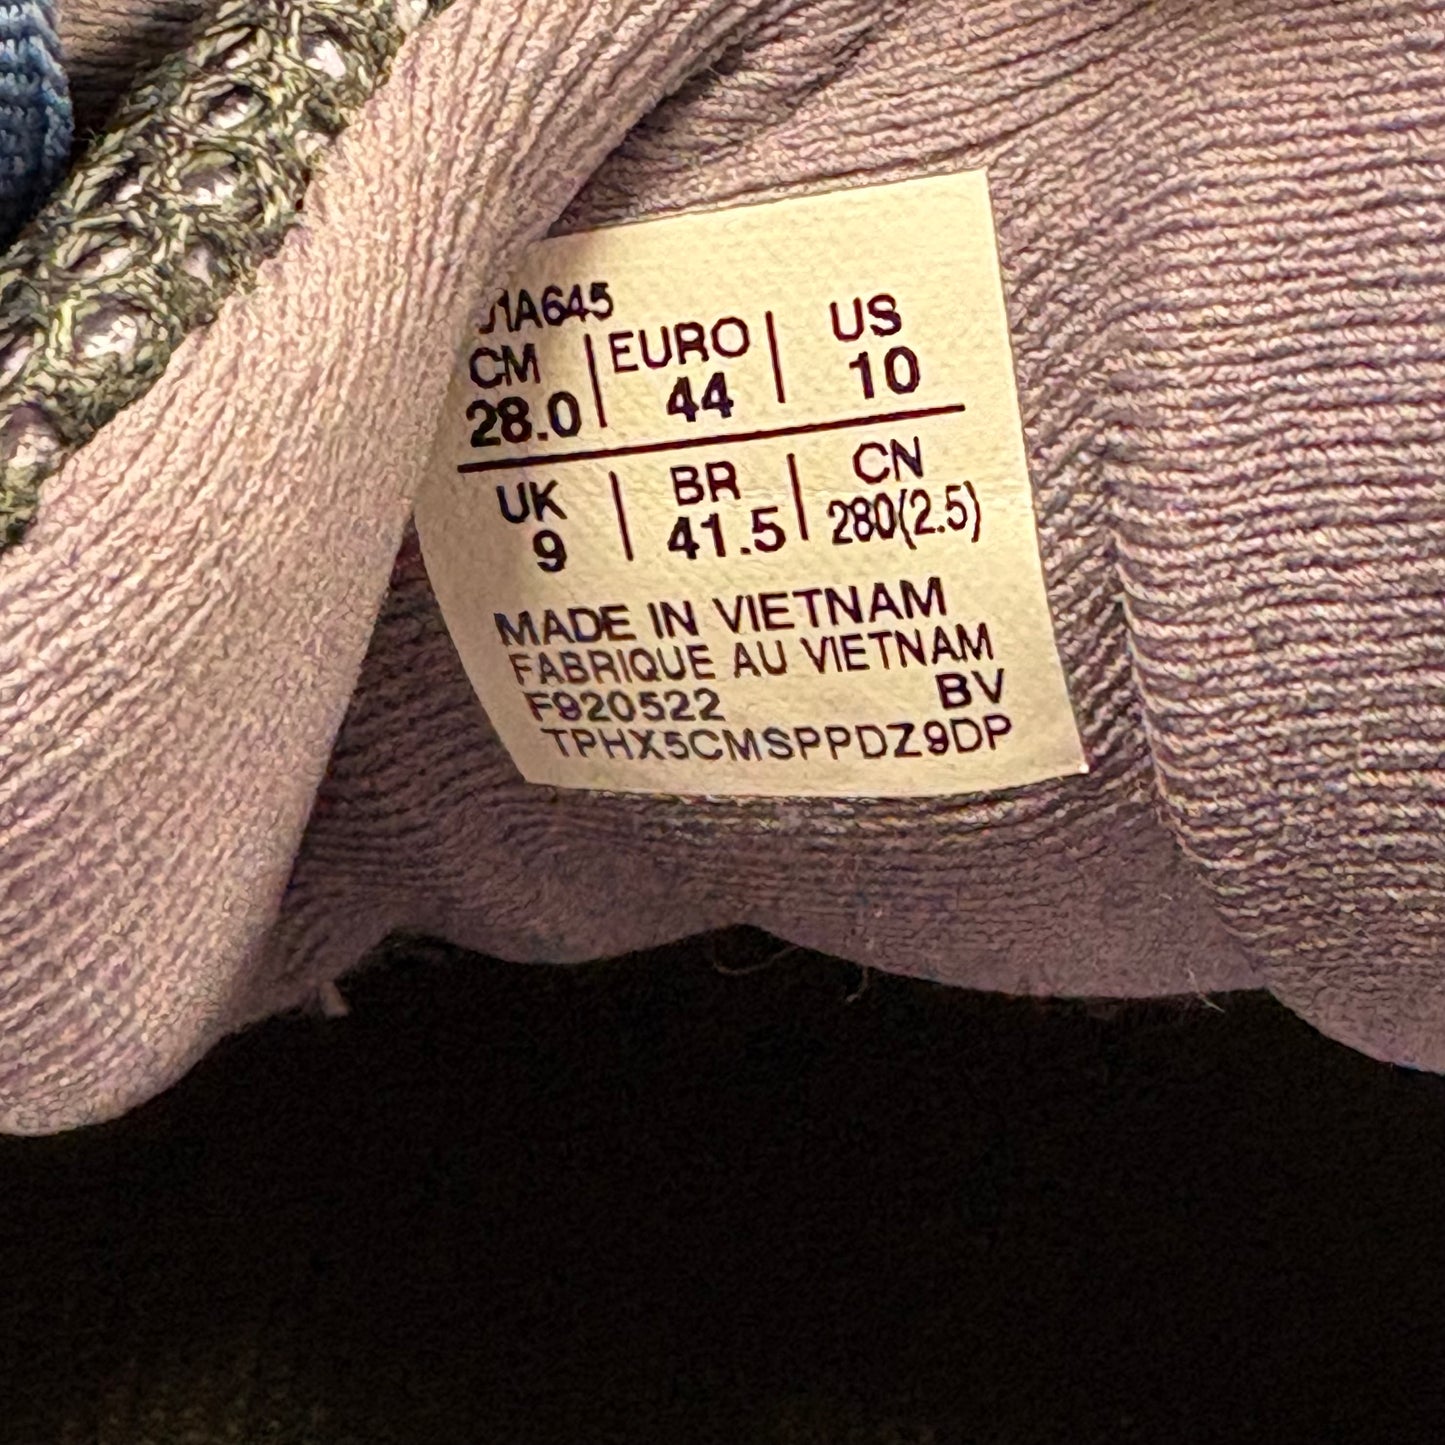 1A645
CM | EURO | US
28.0 | 44 | 10
UK | BR | CN
9 | 41.5 | 280(2.5)
MADE IN VIETNAM
FABRIQUE AU VIETNAM
F920522 BV
TPHX5CMSPPDZ9DP